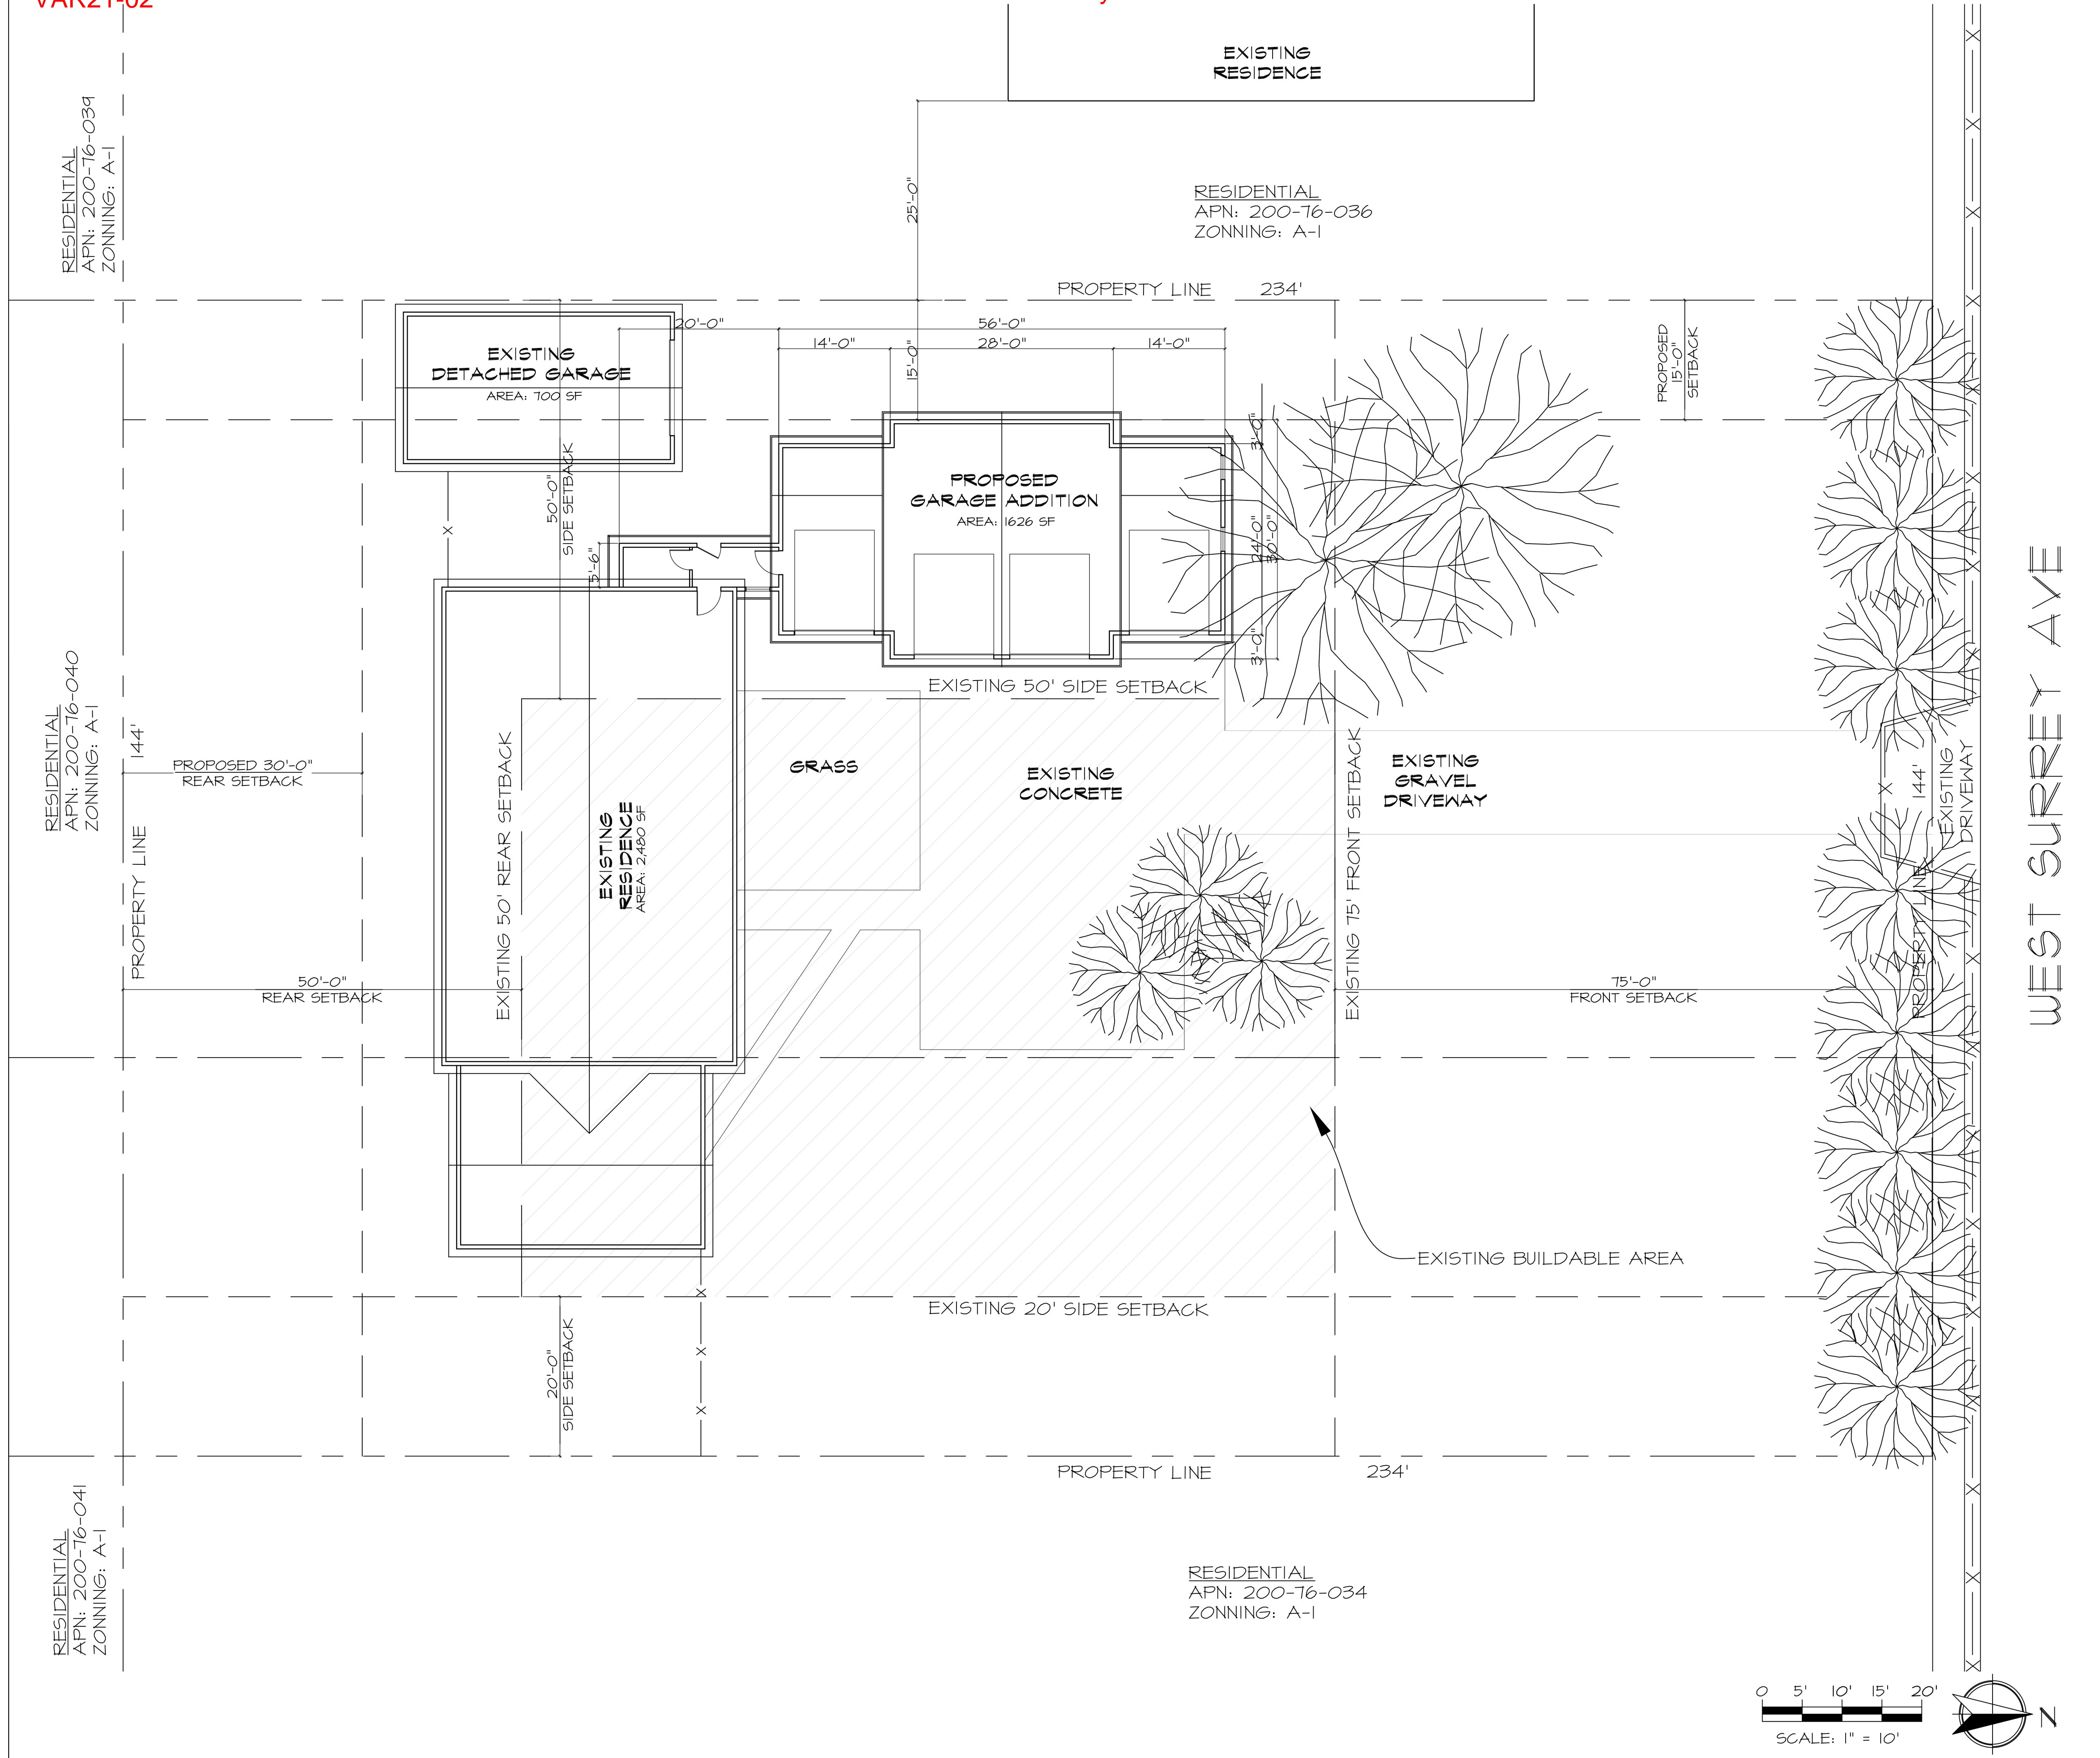 VAR21-02
EXISTING
RESIDENCE
RESIDENTIAL
APN: 200-76-039
ZONNING: A-1
25'-0"
RESIDENTIAL
APN: 200-76-036
ZONNING: A-1
PROPERTY LINE 234'
20'-0"
56'-0"
14'-0"
28'-0"
14'-0"
15'-0"
PROPOSED
15'-0"
SETBACK
EXISTING
DETACHED GARAGE
AREA: 700 SF
50'-0"
SIDE SETBACK
3'-0"
24'-0"
30'-0"
3'-0"
PROPOSED
GARAGE ADDITION
AREA: 1626 SF
5'-6"
EXISTING 50' SIDE SETBACK
WEST SURREY AVE
RESIDENTIAL
APN: 200-76-040
ZONNING: A-1
144'
PROPERTY LINE
PROPOSED 30'-0"
REAR SETBACK
EXISTING 50' REAR SETBACK
EXISTING
RESIDENCE
AREA: 2,480 SF
GRASS
EXISTING
CONCRETE
EXISTING 75' FRONT SETBACK
EXISTING
GRAVEL
DRIVEWAY
X
144'
PROPERTY LINE
EXISTING
DRIVEWAY
50'-0"
REAR SETBACK
75'-0"
FRONT SETBACK
EXISTING BUILDABLE AREA
EXISTING 20' SIDE SETBACK
20'-0"
SIDE SETBACK
PROPERTY LINE 234'
RESIDENTIAL
APN: 200-76-041
ZONNING: A-1
RESIDENTIAL
APN: 200-76-034
ZONNING: A-1
0 5' 10' 15' 20'
SCALE: 1" = 10'
N